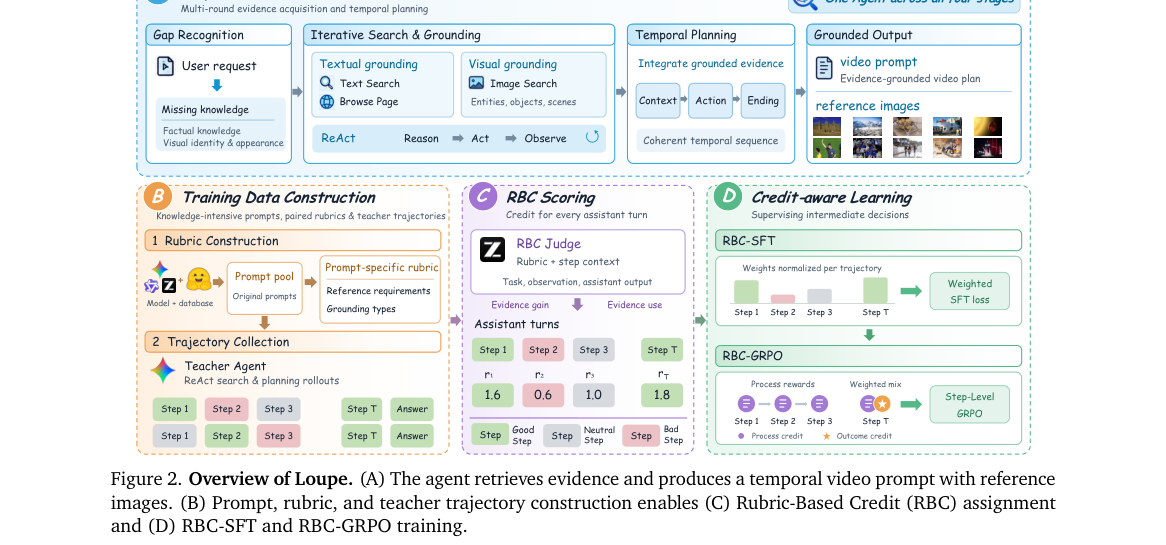 Multi-round evidence acquisition and temporal planning
One Agent across all four stages
Gap Recognition
User request
Missing knowledge
Factual knowledge
Visual identity & appearance
Iterative Search & Grounding
Textual grounding
Text Search
Browse Page
Visual grounding
Image Search
Entities, objects, scenes
ReAct
Reason
Act
Observe
Temporal Planning
Integrate grounded evidence
Context
Action
Ending
Coherent temporal sequence
Grounded Output
video prompt
Evidence-grounded video plan
reference images
B
Training Data Construction
Knowledge-intensive prompts, paired rubrics & teacher trajectories
1 Rubric Construction
+
Model + database
Prompt pool
Original prompts
Prompt-specific rubric
Reference requirements
Grounding types
2 Trajectory Collection
Teacher Agent
ReAct search & planning rollouts
Step 1
Step 2
Step 3
Step T
Answer
Step 1
Step 2
Step 3
Step T
Answer
C
RBC Scoring
Credit for every assistant turn
RBC Judge
Rubric + step context
Task, observation, assistant output
Evidence gain
Evidence use
Assistant turns
Step 1
Step 2
Step 3
Step T
r₁
r₂
r₃
r_T
1.6
0.6
1.0
1.8
Step
Good
Step
Step
Neutral
Step
Step
Bad
Step
D
Credit-aware Learning
Supervising intermediate decisions
RBC-SFT
Weights normalized per trajectory
Step 1
Step 2
Step 3
Step T
Weighted
SFT loss
RBC-GRPO
Process rewards
Weighted mix
Step 1
Step 2
Step 3
Step T
Process credit
Outcome credit
Step-Level
GRPO
Figure 2. Overview of Loupe. (A) The agent retrieves evidence and produces a temporal video prompt with reference
images. (B) Prompt, rubric, and teacher trajectory construction enables (C) Rubric-Based Credit (RBC) assignment
and (D) RBC-SFT and RBC-GRPO training.